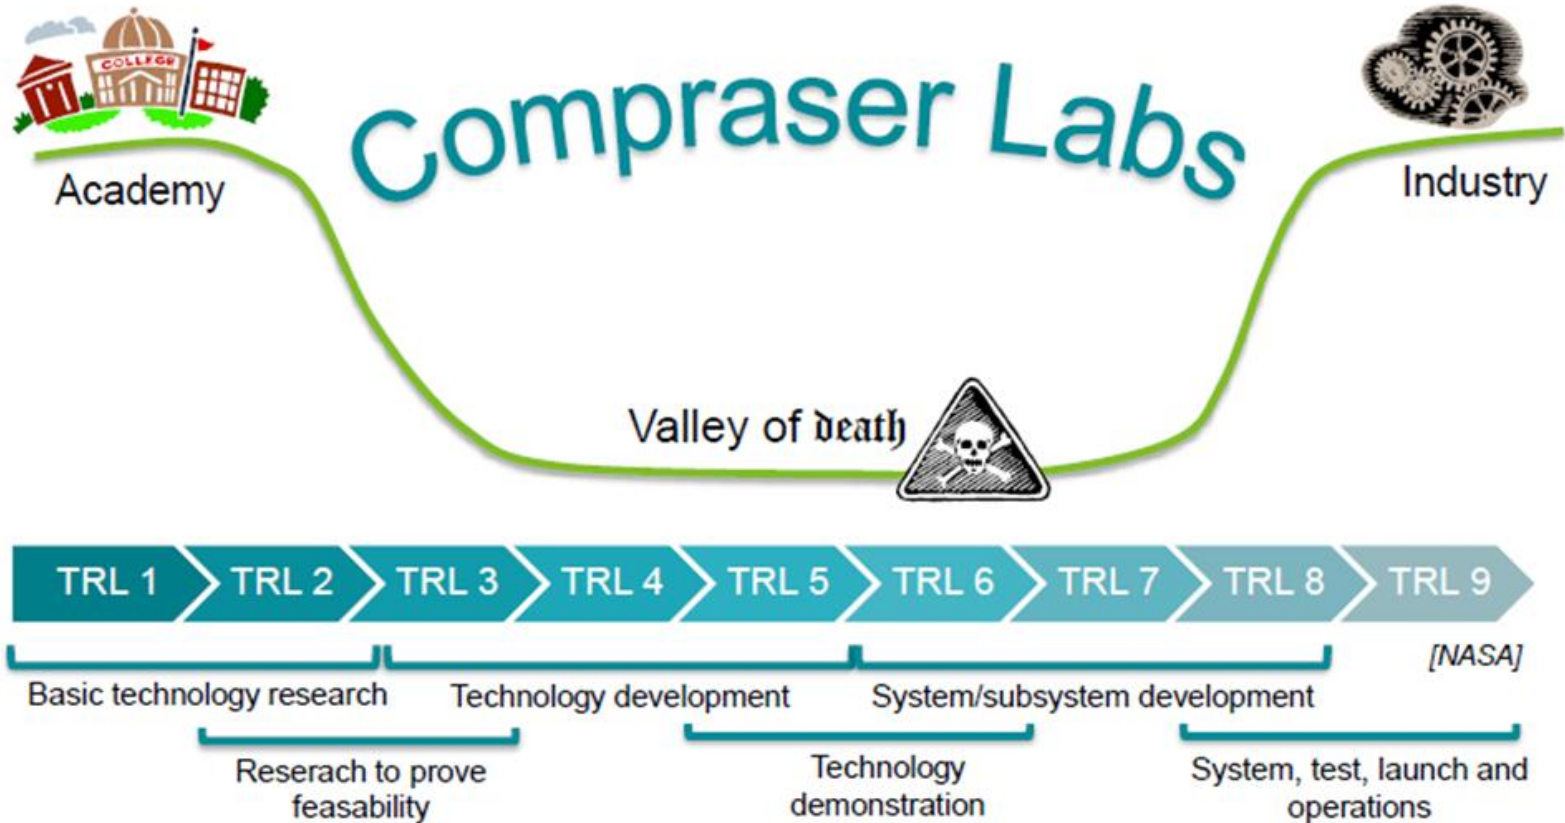 COLLEGE
Compraser Labs
Academy
Industry
Valley of death
TRL 1 TRL 2 TRL 3 TRL 4 TRL 5 TRL 6 TRL 7 TRL 8 TRL 9
[NASA]
Basic technology research
Technology development
System/subsystem development
Reserach to prove
feasability
Technology
demonstration
System, test, launch and
operations